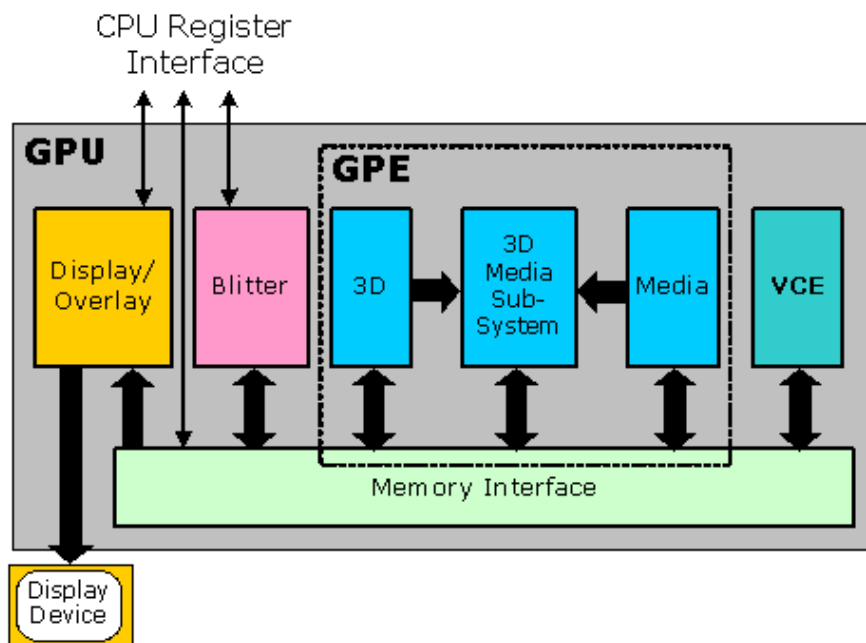 CPU Register
Interface
GPU
GPE
Display/
Overlay
Blitter
3D
3D
Media
Sub-
System
Media
VCE
Memory Interface
Display
Device